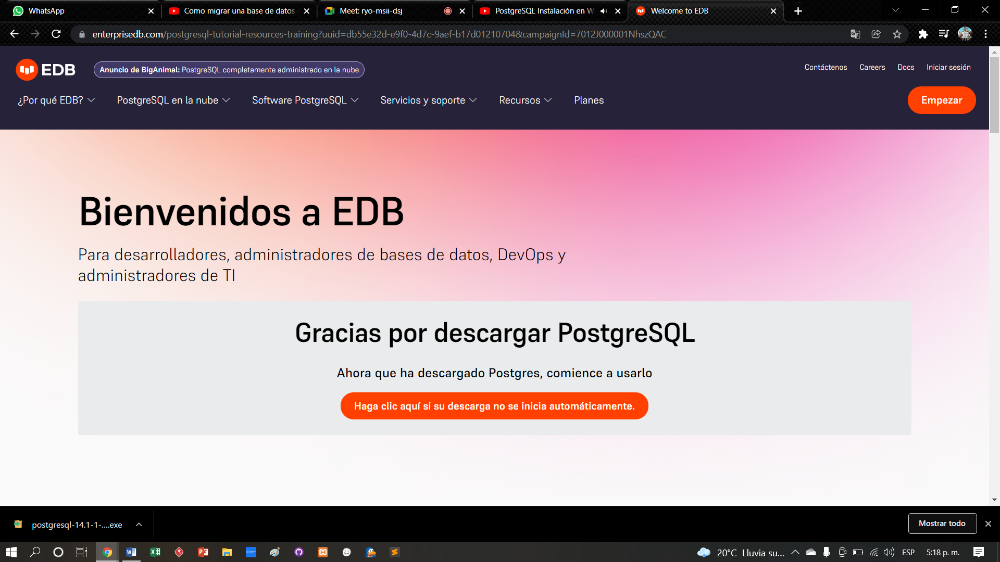 WhatsApp
Como migrar una base de datos
Meet: ryo-msii-dsj
PostgreSQL Instalación en W
Welcome to EDB
enterprisedb.com/postgresql-tutorial-resources-training?uuid=db55e32d-e9f0-4d7c-9aef-b17d01210704&campaignId=7012J000001NhszQAC
EDB
Anuncio de BigAnimal: PostgreSQL completamente administrado en la nube
Contáctenos
Careers
Docs
Iniciar sesión
¿Por qué EDB?
PostgreSQL en la nube
Software PostgreSQL
Servicios y soporte
Recursos
Planes
Empezar
Bienvenidos a EDB
Para desarrolladores, administradores de bases de datos, DevOps y
administradores de TI
Gracias por descargar PostgreSQL
Ahora que ha descargado Postgres, comience a usarlo
Haga clic aquí si su descarga no se inicia automáticamente.
postgresql-14.1-1-....exe
Mostrar todo
20°C Lluvia su...
ESP
5:18 p. m.